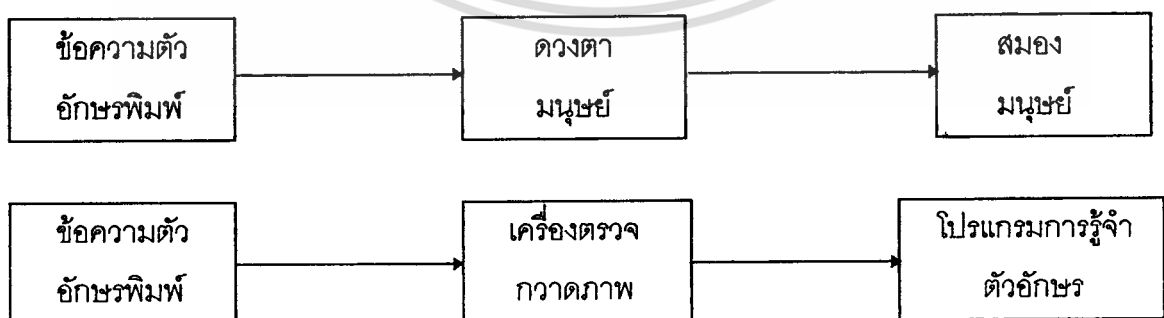 ข้อความตัว
อักษรพิมพ์
ดวงตา
มนุษย์
สมอง
มนุษย์
ข้อความตัว
อักษรพิมพ์
เครื่องตรวจ
กวาดภาพ
โปรแกรมการรู้จำ
ตัวอักษร